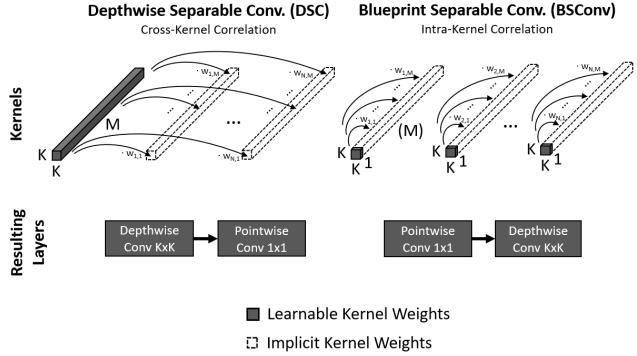 Depthwise Separable Conv. (DSC)
Cross-Kernel Correlation
Blueprint Separable Conv. (BSConv)
Intra-Kernel Correlation
Kernels
· w1,M
· wN,M
M
...
K
K
· w1,1
· wN,1
· w1,M
· w2,M
· wN,M
· w1,1
(M)
· w2,1
...
· wN,1
K
K
1
K
K
1
K
K
1
Resulting
Layers
Depthwise
Conv KxK
Pointwise
Conv 1x1
Pointwise
Conv 1x1
Depthwise
Conv KxK
Learnable Kernel Weights
Implicit Kernel Weights